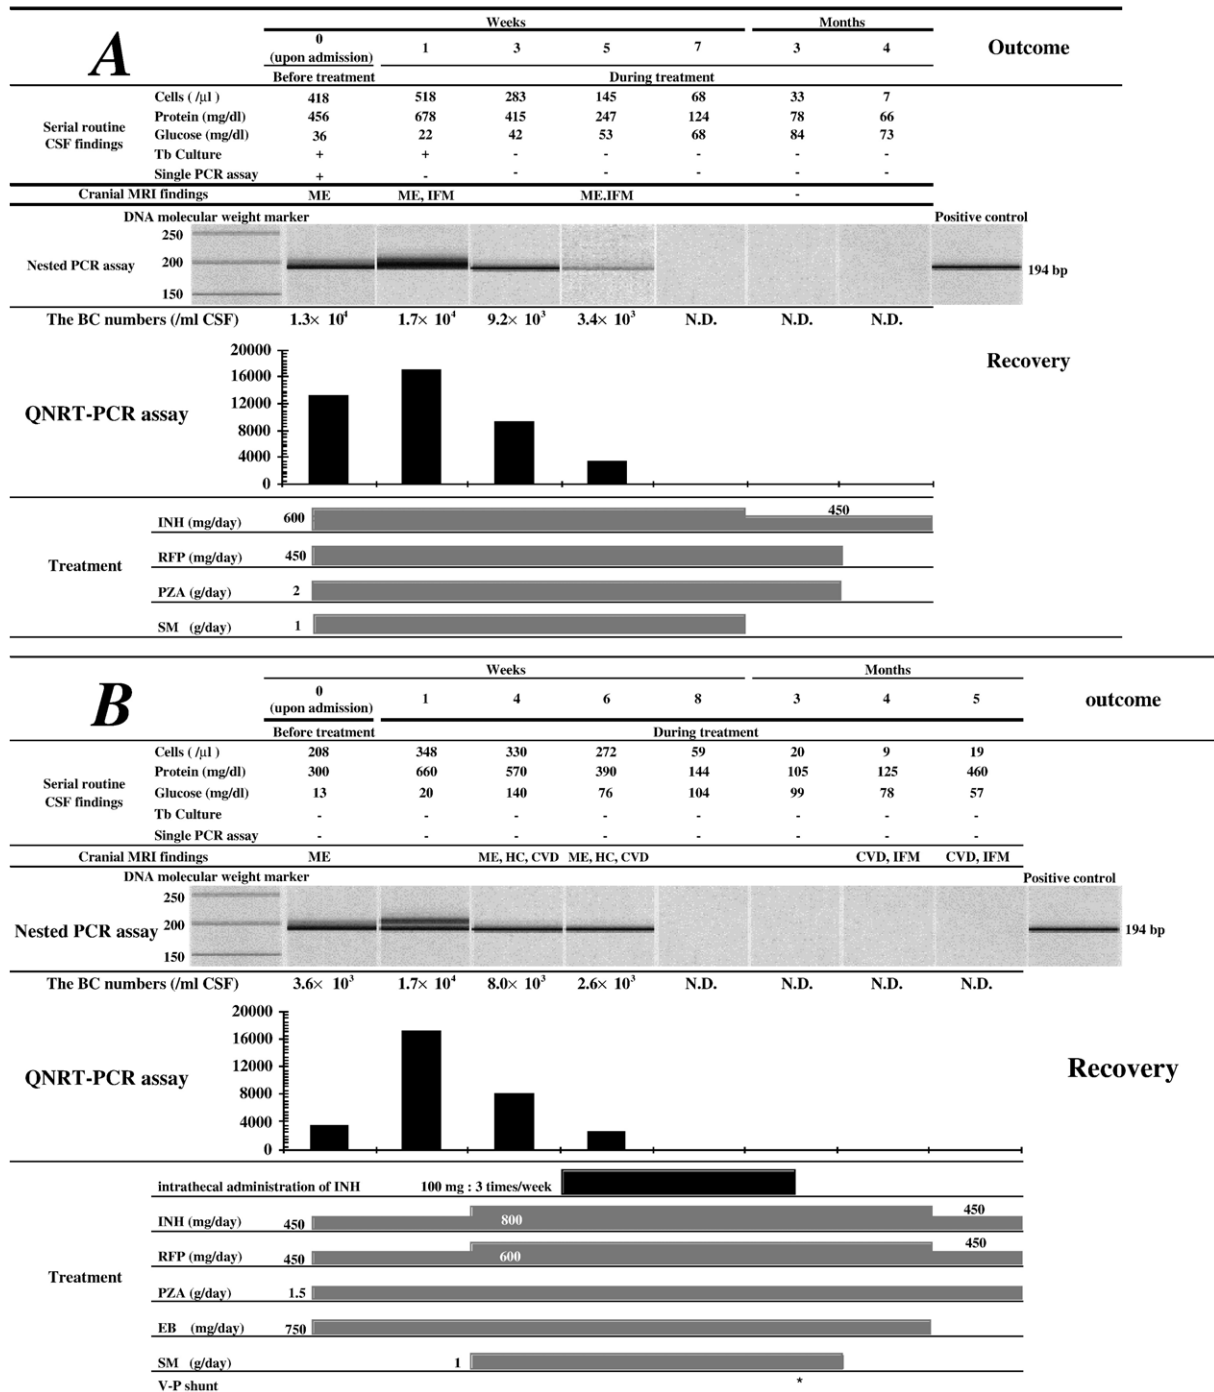 A
Weeks Months
0 1 3 5 7 3 4 Outcome
(upon admission)
Before treatment During treatment
Cells ( /μl ) 418 518 283 145 68 33 7
Protein (mg/dl) 456 678 415 247 124 78 66
Serial routine
CSF findings
Glucose (mg/dl) 36 22 42 53 68 84 73
Tb Culture + + - - - - -
Single PCR assay + - - - - - -
Cranial MRI findings ME ME, IFM ME.IFM -
DNA molecular weight marker Positive control
250
Nested PCR assay 200 194 bp
150
The BC numbers (/ml CSF) 1.3× 10⁴ 1.7× 10⁴ 9.2× 10³ 3.4× 10³ N.D. N.D. N.D.
20000 Recovery
16000
QNRT-PCR assay 12000
8000
4000
0
INH (mg/day) 600 450
RFP (mg/day) 450
Treatment
PZA (g/day) 2
SM (g/day) 1
B
Weeks Months
0 1 4 6 8 3 4 5 outcome
(upon admission)
Before treatment During treatment
Cells ( /μl ) 208 348 330 272 59 20 9 19
Protein (mg/dl) 300 660 570 390 144 105 125 460
Serial routine
CSF findings
Glucose (mg/dl) 13 20 140 76 104 99 78 57
Tb Culture - - - - - - - -
Single PCR assay - - - - - - - -
Cranial MRI findings ME ME, HC, CVD ME, HC, CVD CVD, IFM CVD, IFM
DNA molecular weight marker Positive control
250
Nested PCR assay 200 194 bp
150
The BC numbers (/ml CSF) 3.6× 10³ 1.7× 10⁴ 8.0× 10³ 2.6× 10³ N.D. N.D. N.D. N.D.
20000
16000
12000 Recovery
QNRT-PCR assay 8000
4000
0
intrathecal administration of INH 100 mg : 3 times/week
INH (mg/day) 450 800 450
RFP (mg/day) 450 600 450
Treatment
PZA (g/day) 1.5
EB (mg/day) 750
SM (g/day) 1
V-P shunt *